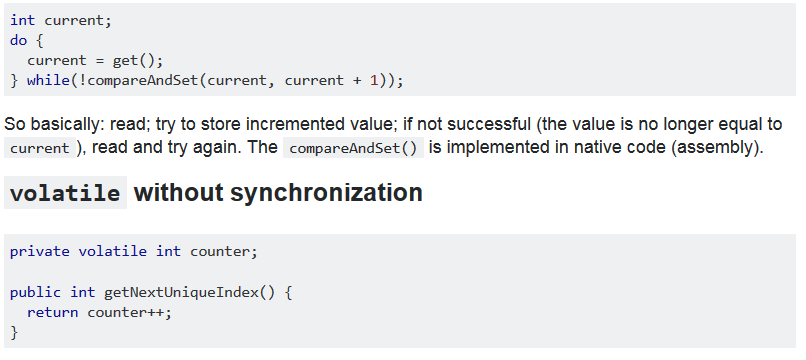 int current;
do {
  current = get();
} while(!compareAndSet(current, current + 1));
So basically: read; try to store incremented value; if not successful (the value is no longer equal to
current ), read and try again. The compareAndSet() is implemented in native code (assembly).
volatile without synchronization
private volatile int counter;
public int getNextUniqueIndex() {
  return counter++;
}